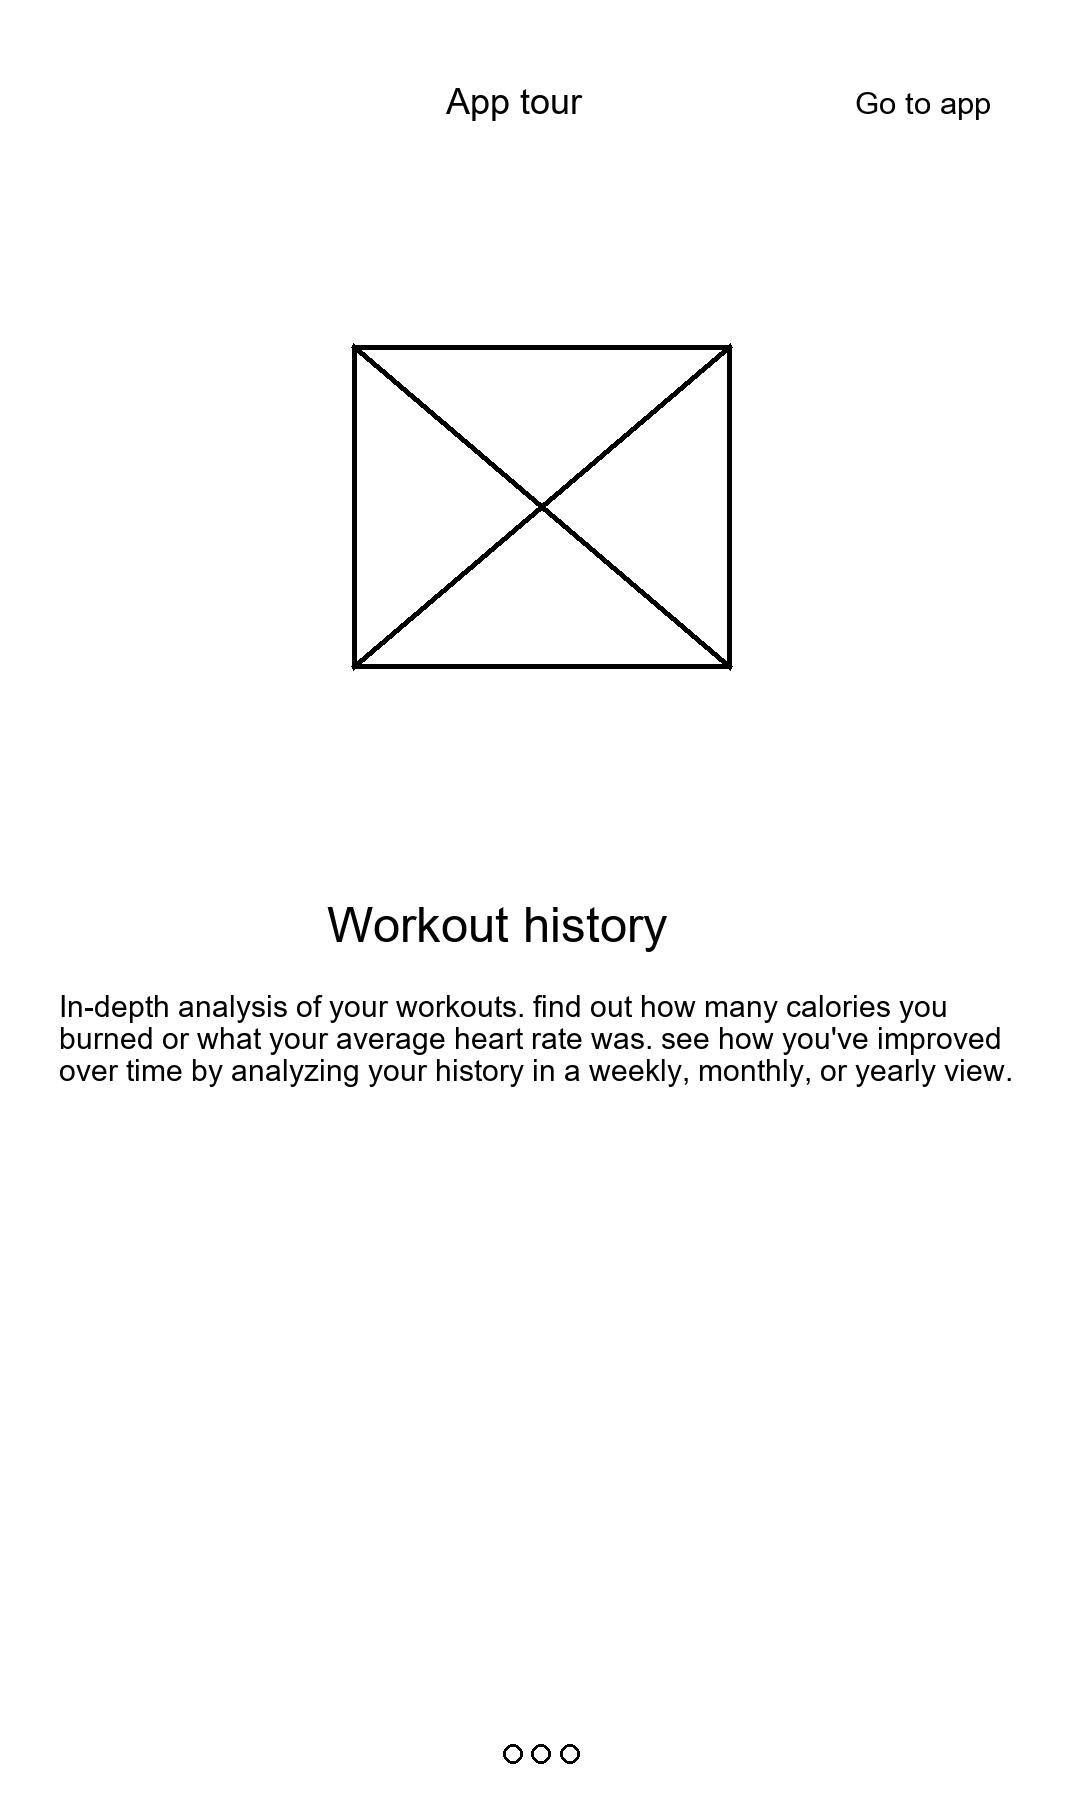 App tour
Go to app
Workout history
In-depth analysis of your workouts. find out how many calories you
burned or what your average heart rate was. see how you've improved
over time by analyzing your history in a weekly, monthly, or yearly view.